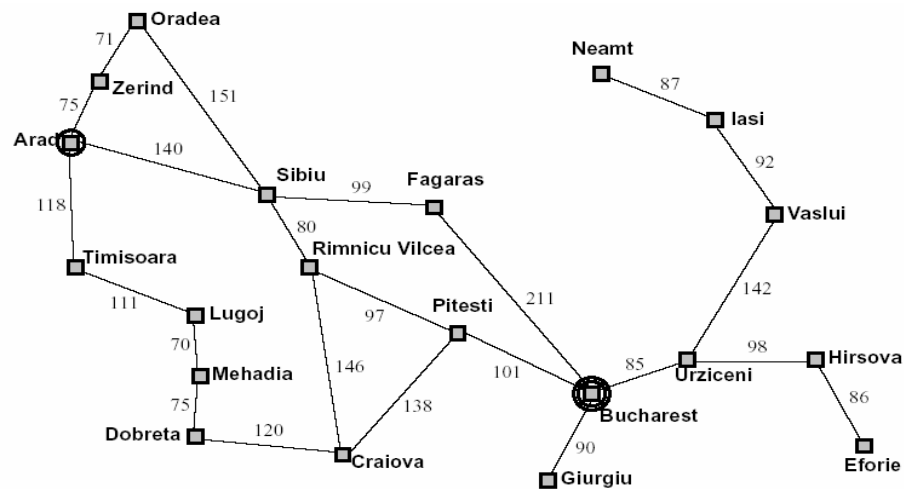 Oradea
71
Neamt
87
Zerind
151
75
Iasi
Arad
140
92
Sibiu
99
Fagaras
118
80
Vaslui
Timisoara
Rimnicu Vilcea
111
Lugoj
97
Pitesti
211
142
70
Mehadia
146
101
85
98
Hirsova
Urziceni
75
138
86
Bucharest
Dobreta
120
Craiova
90
Eforie
Giurgiu